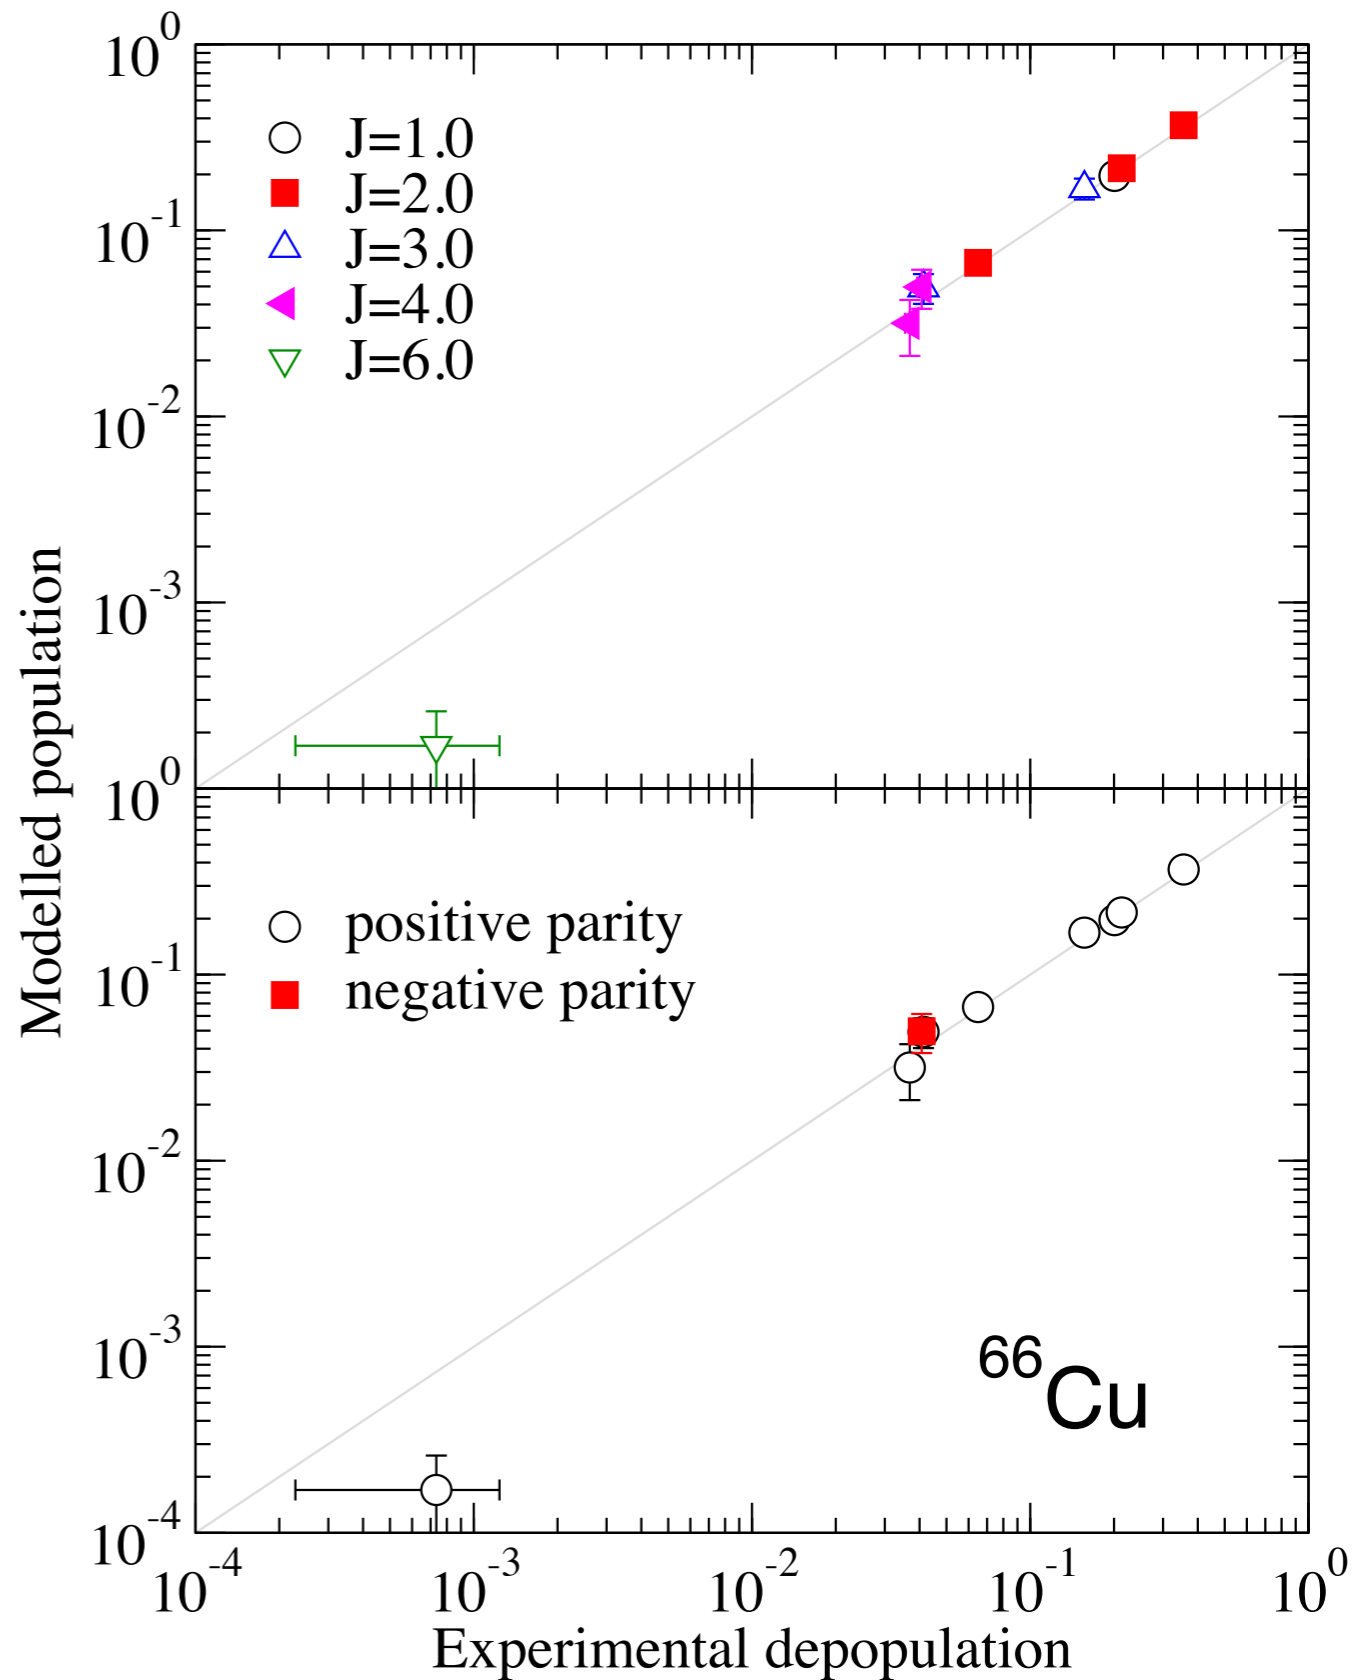 10^0
J=1.0
J=2.0
J=3.0
J=4.0
J=6.0
10^-1
10^-2
10^-3
Modelled population
10^0
positive parity
negative parity
10^-1
10^-2
10^-3
66Cu
10^-4
10^-4 10^-3 10^-2 10^-1 10^0
Experimental depopulation